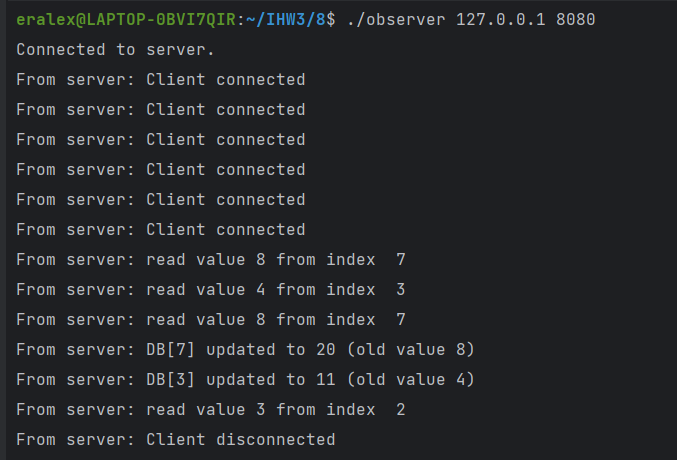 eralex@LAPTOP-0BVI7QIR:~/IHW3/8$ ./observer 127.0.0.1 8080
Connected to server.
From server: Client connected
From server: Client connected
From server: Client connected
From server: Client connected
From server: Client connected
From server: Client connected
From server: read value 8 from index  7
From server: read value 4 from index  3
From server: read value 8 from index  7
From server: DB[7] updated to 20 (old value 8)
From server: DB[3] updated to 11 (old value 4)
From server: read value 3 from index  2
From server: Client disconnected